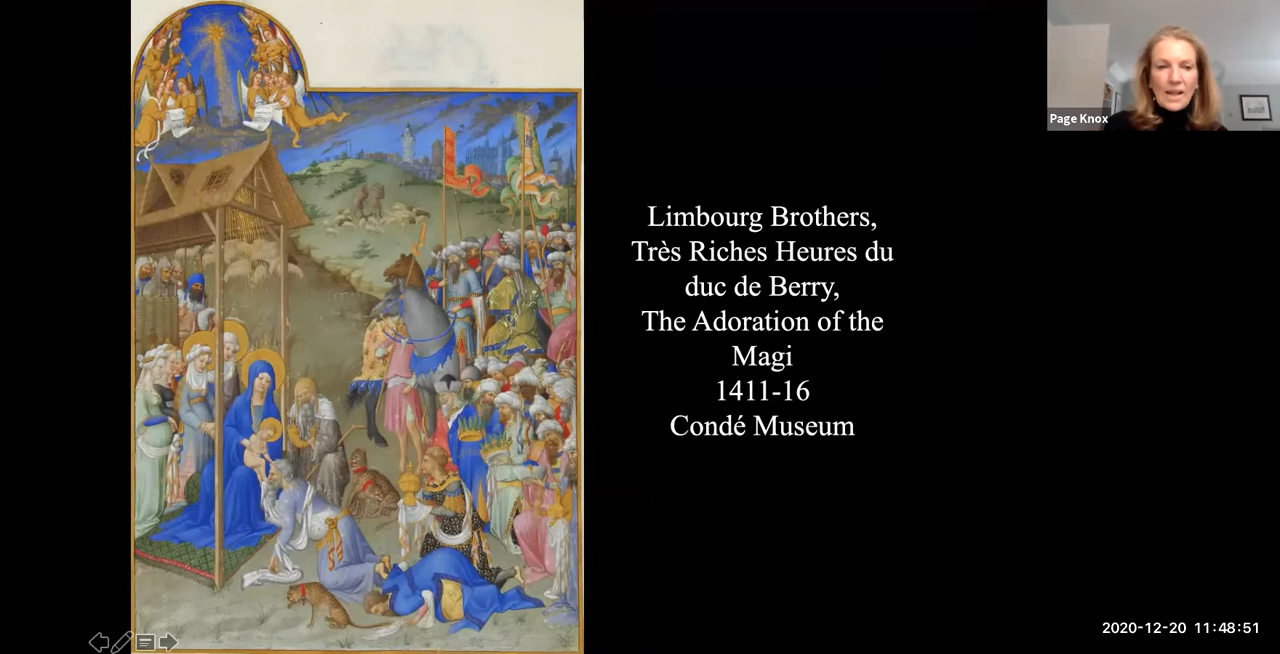 Page Knox
Limbourg Brothers,
Très Riches Heures du
duc de Berry,
The Adoration of the
Magi
1411-16
Condé Museum
2020-12-20 11:48:51